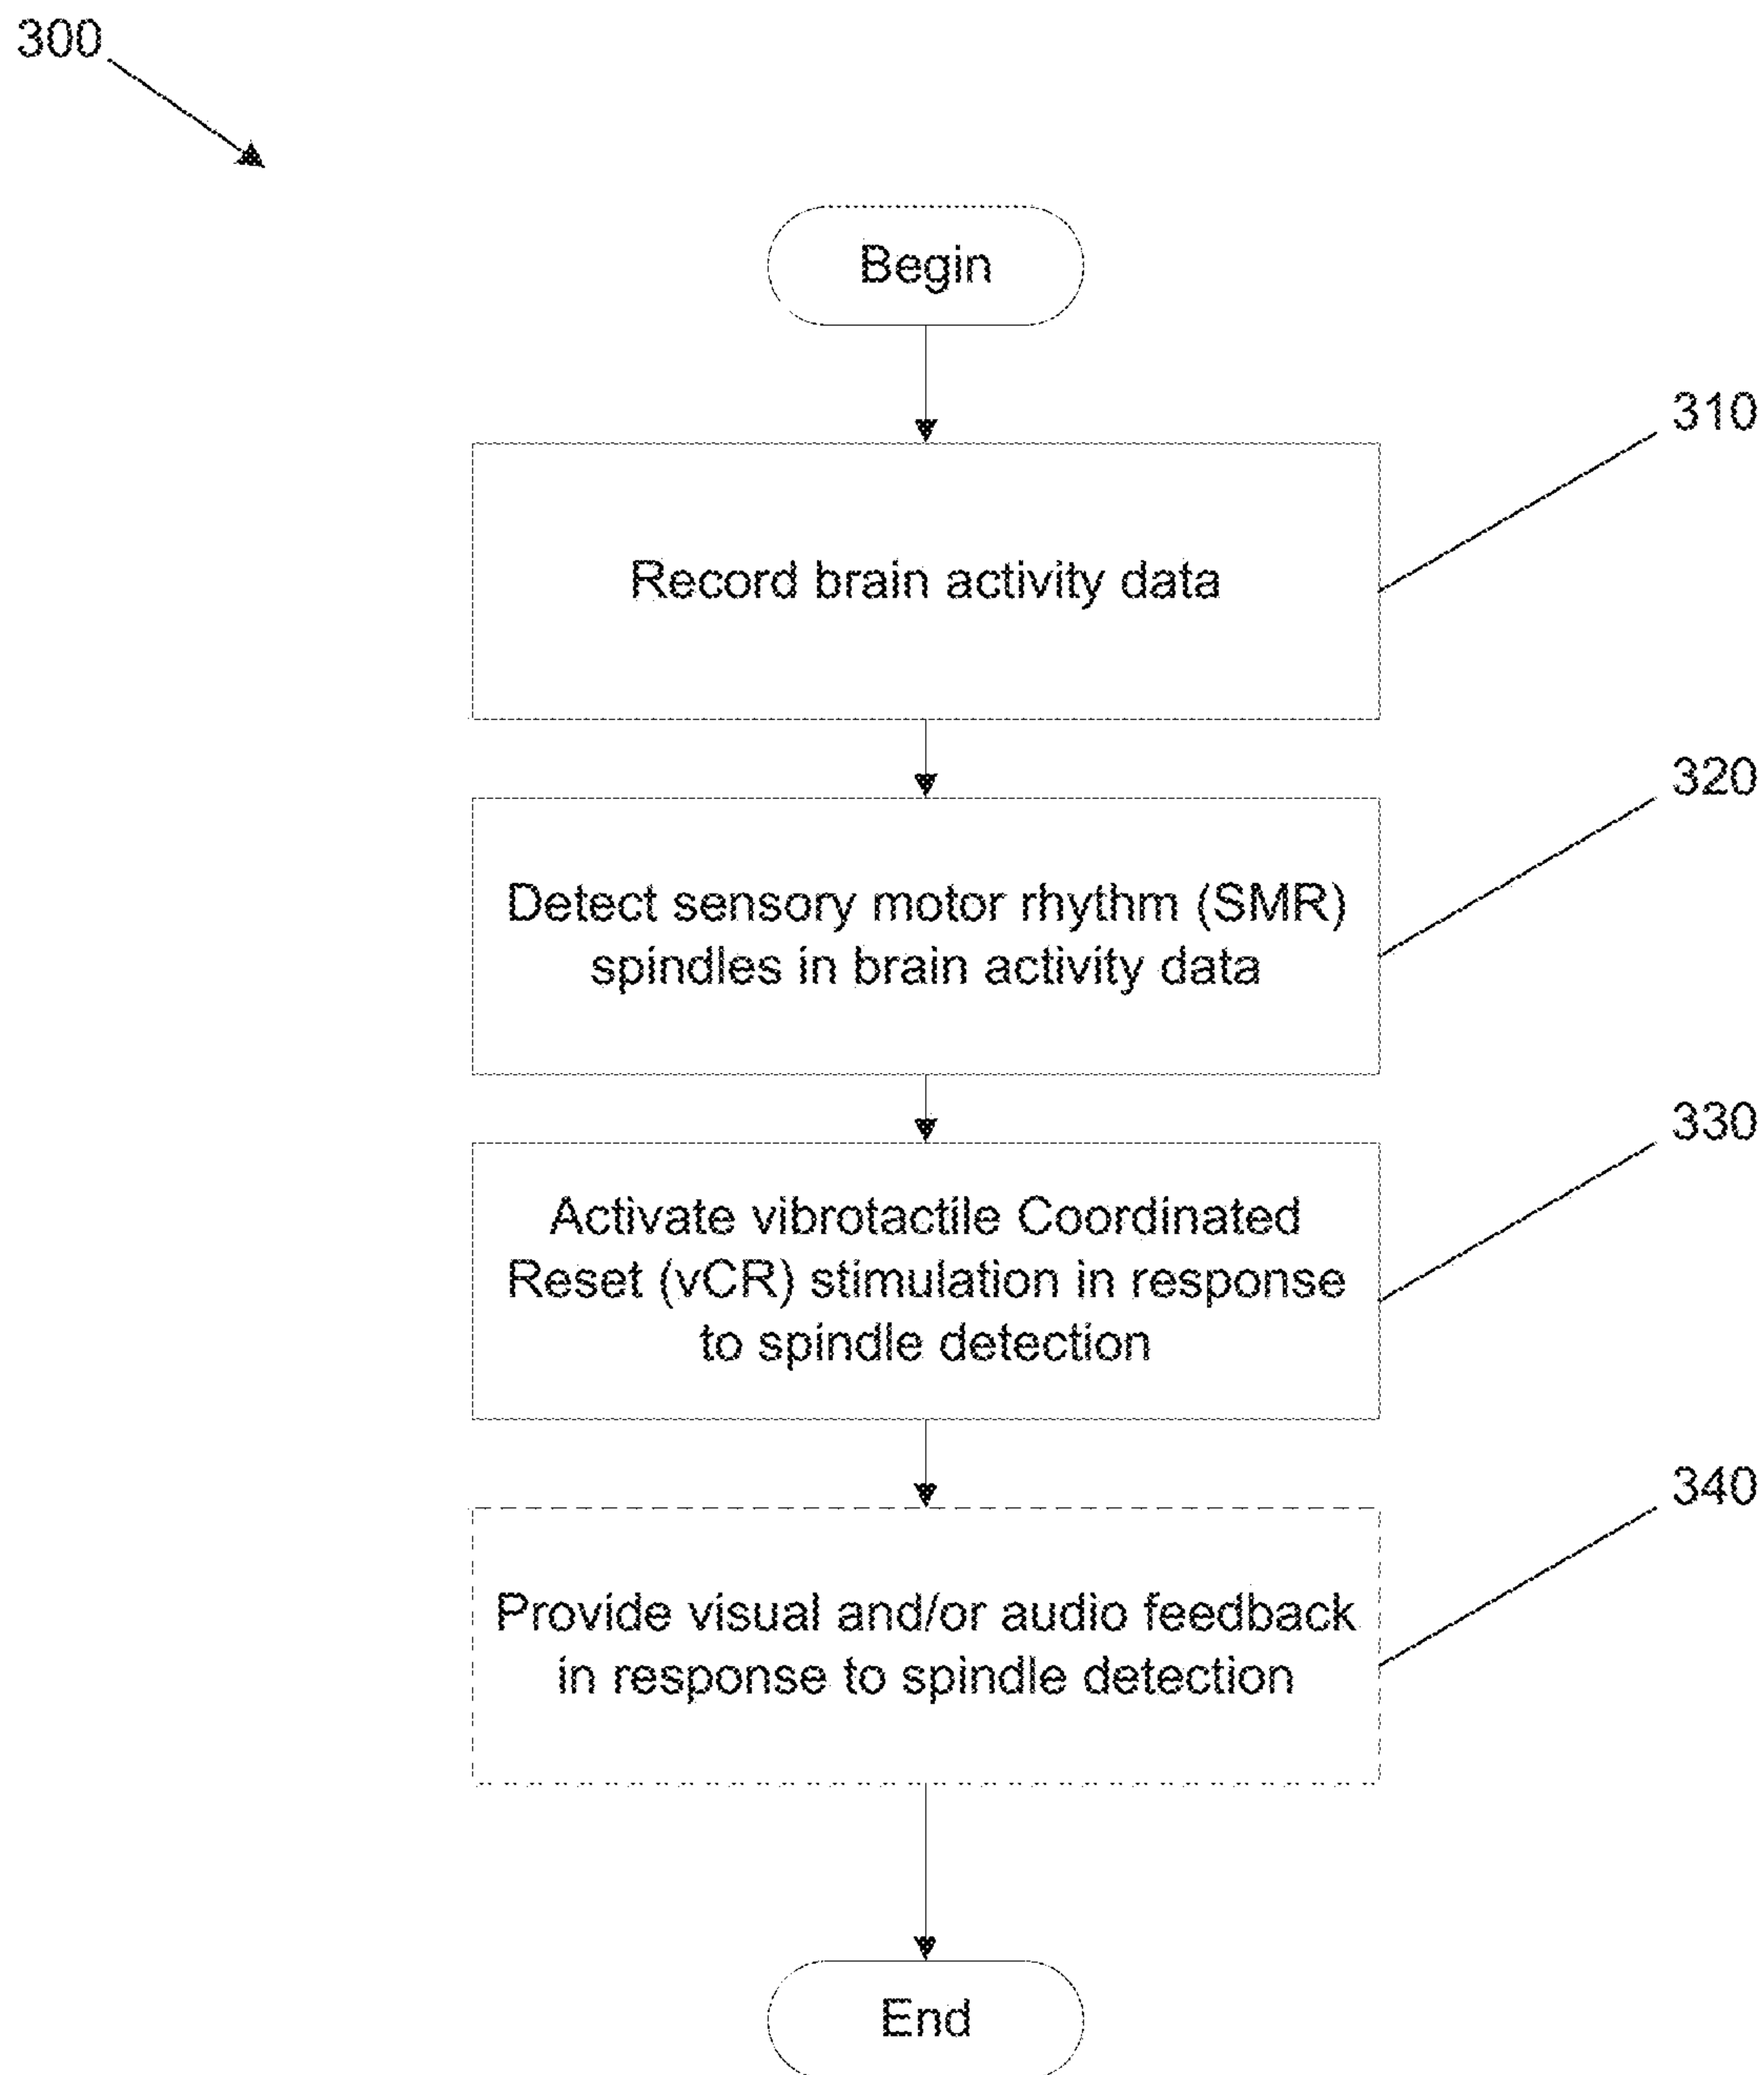 300
Begin
310
Record brain activity data
320
Detect sensory motor rhythm (SMR)
spindles in brain activity data
330
Activate vibrotactile Coordinated
Reset (vCR) stimulation in response
to spindle detection
340
Provide visual and/or audio feedback
in response to spindle detection
End